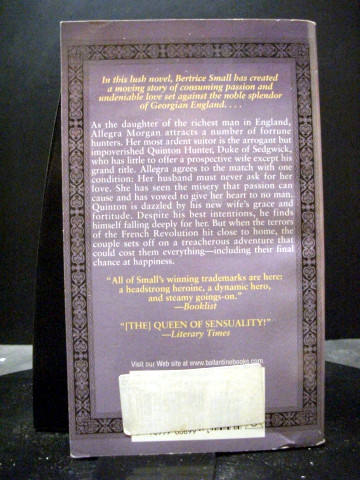 In this lush novel, Bertrice Small has created
a moving story of consuming passion and
undeniable love set against the noble splendor
of Georgian England. . . .
As the daughter of the richest man in England,
Allegra Morgan attracts a number of fortune
hunters. Her most ardent suitor is the arrogant but
impoverished Quinton Hunter, Duke of Sedgwick,
who has little to offer a prospective wife except his
grand title. Allegra agrees to the match with one
condition: Her husband must never ask for her
love. She has seen the misery that passion can
cause and has vowed to give her heart to no man.
Quinton is dazzled by his new wife's grace and
fortitude. Despite his best intentions, he finds
himself falling deeply for her. But when the terrors
of the French Revolution hit close to home, the
couple sets off on a treacherous adventure that
could cost them everything—including their final
chance at happiness.
"All of Small's winning trademarks are here:
a headstrong heroine, a dynamic hero,
and steamy goings-on."
—Booklist
"[THE] QUEEN OF SENSUALITY!"
—Literary Times
Visit our Web site at www.ballantinebooks.com